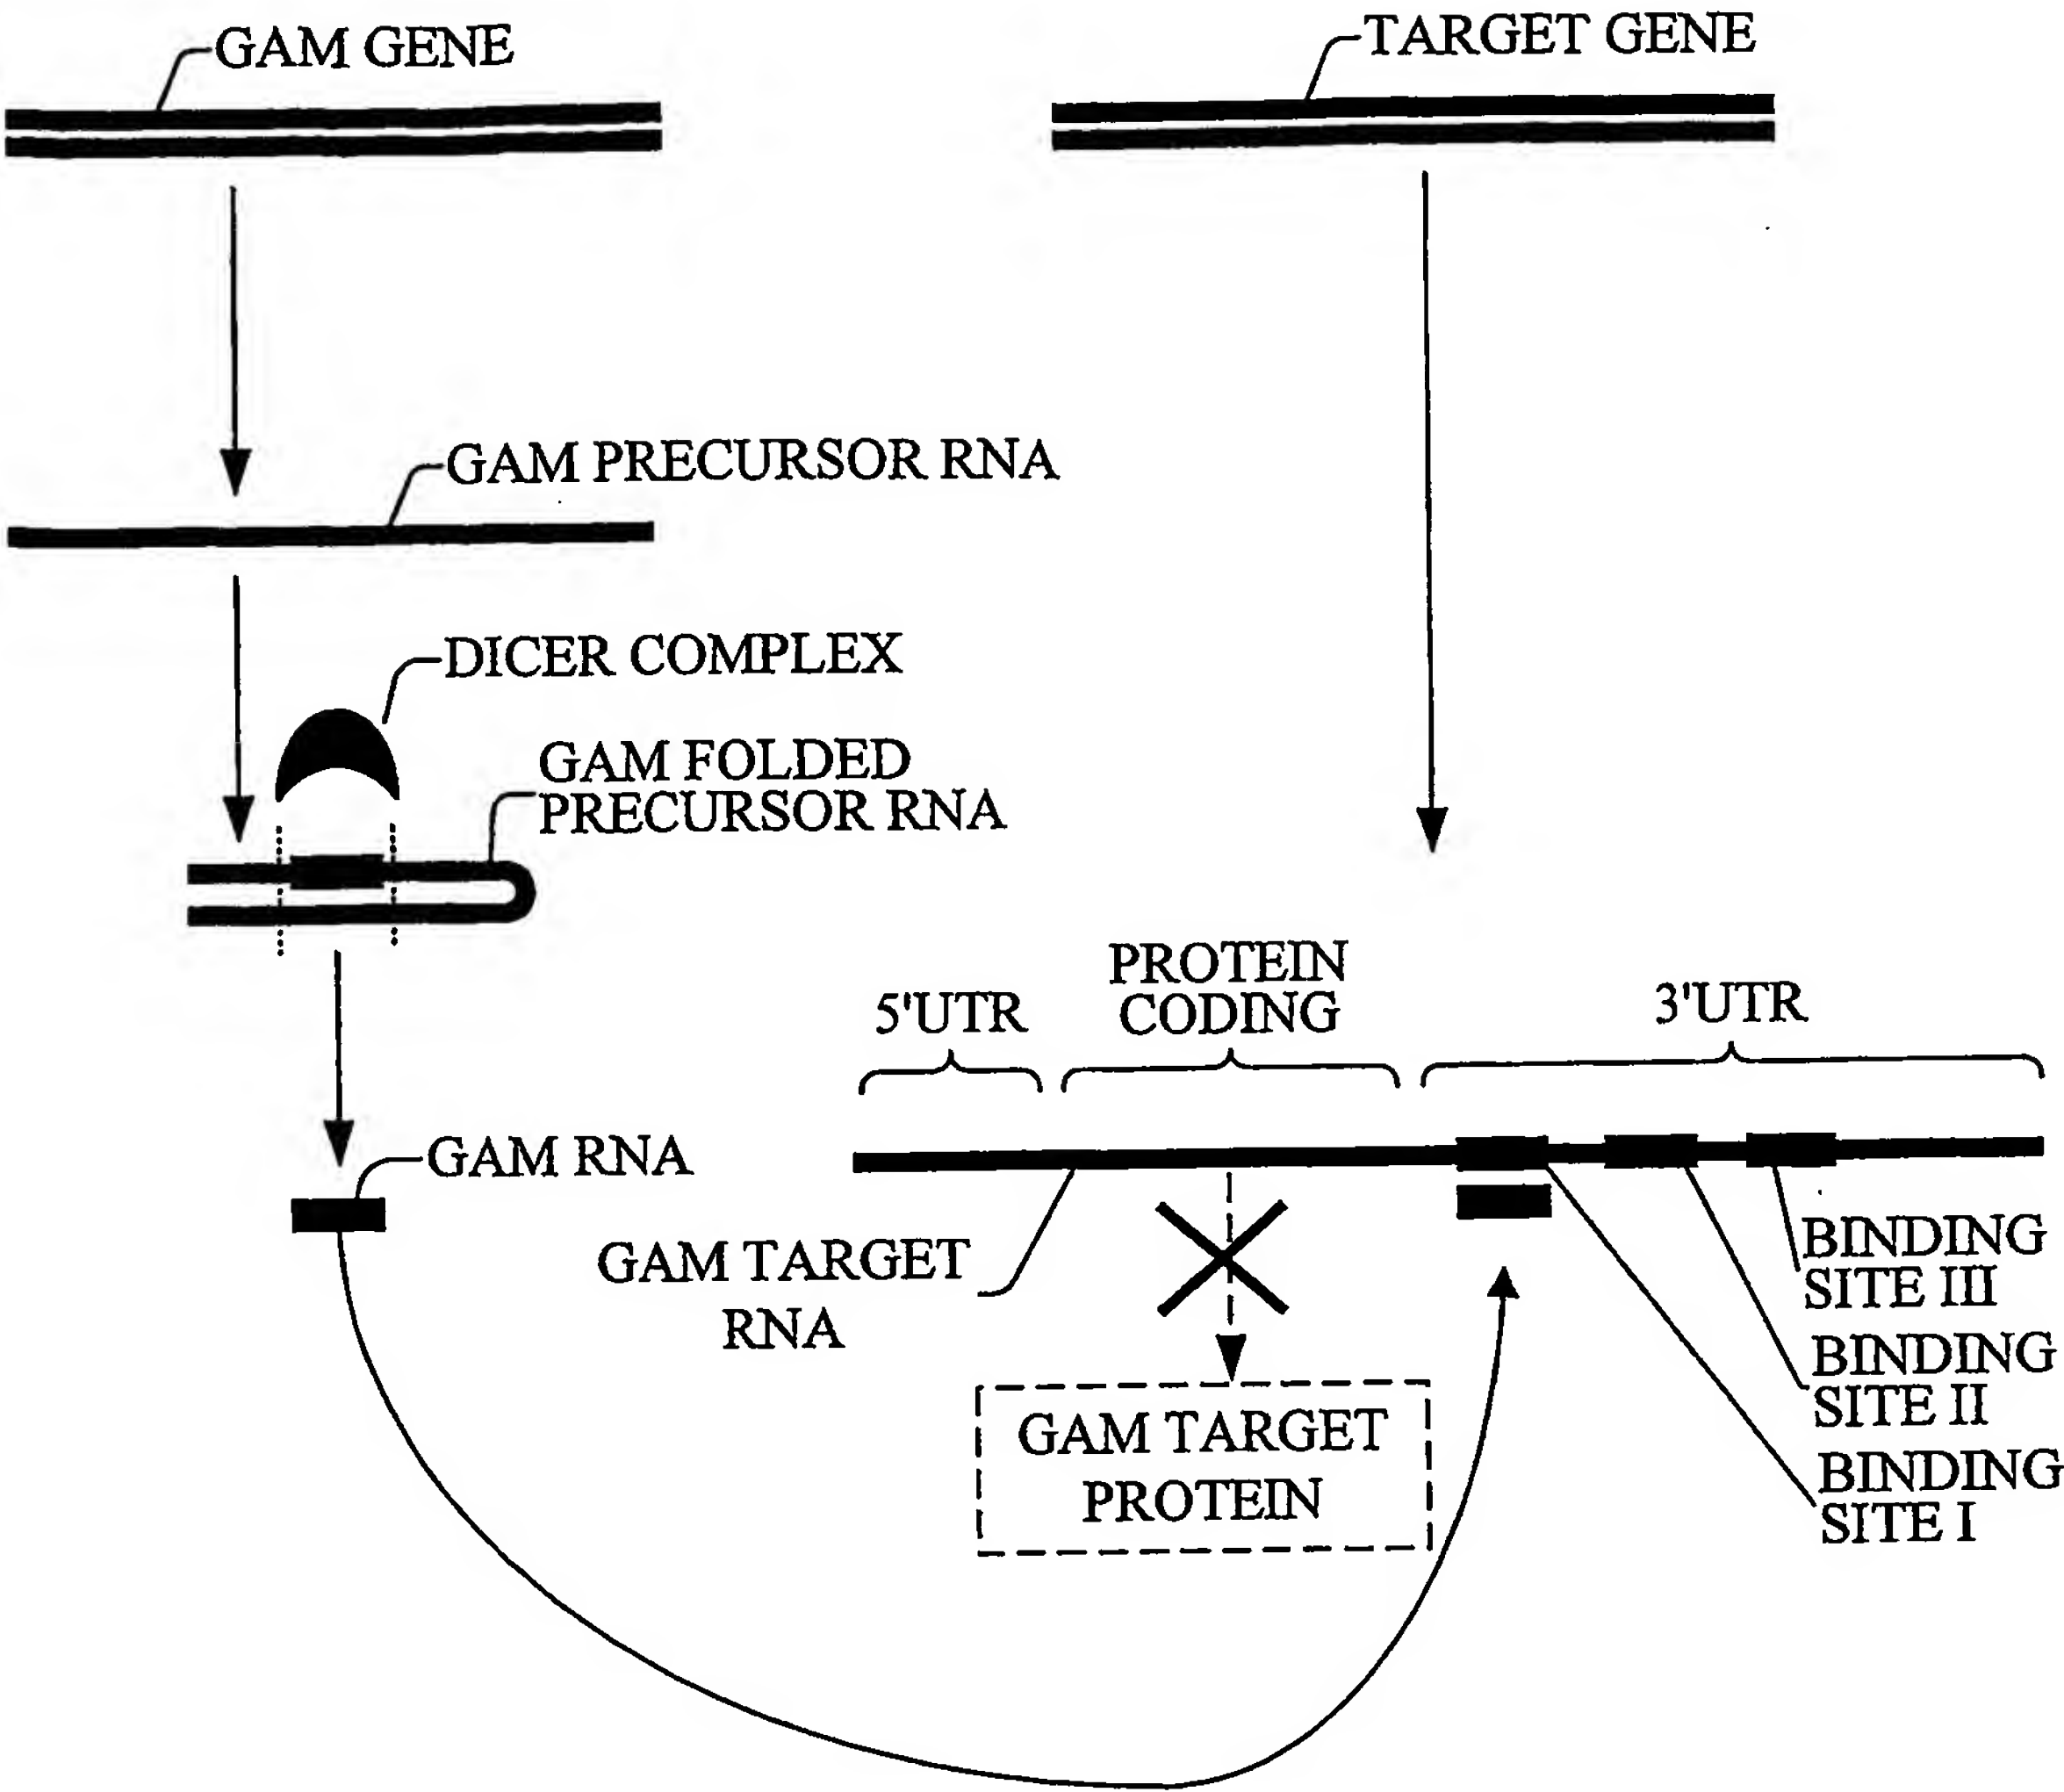 GAM GENE
TARGET GENE
GAM PRECURSOR RNA
DICER COMPLEX
GAM FOLDED
PRECURSOR RNA
5'UTR
PROTEIN
CODING
3'UTR
GAM RNA
GAM TARGET
RNA
BINDING
SITE III
BINDING
SITE II
BINDING
SITE I
GAM TARGET
PROTEIN